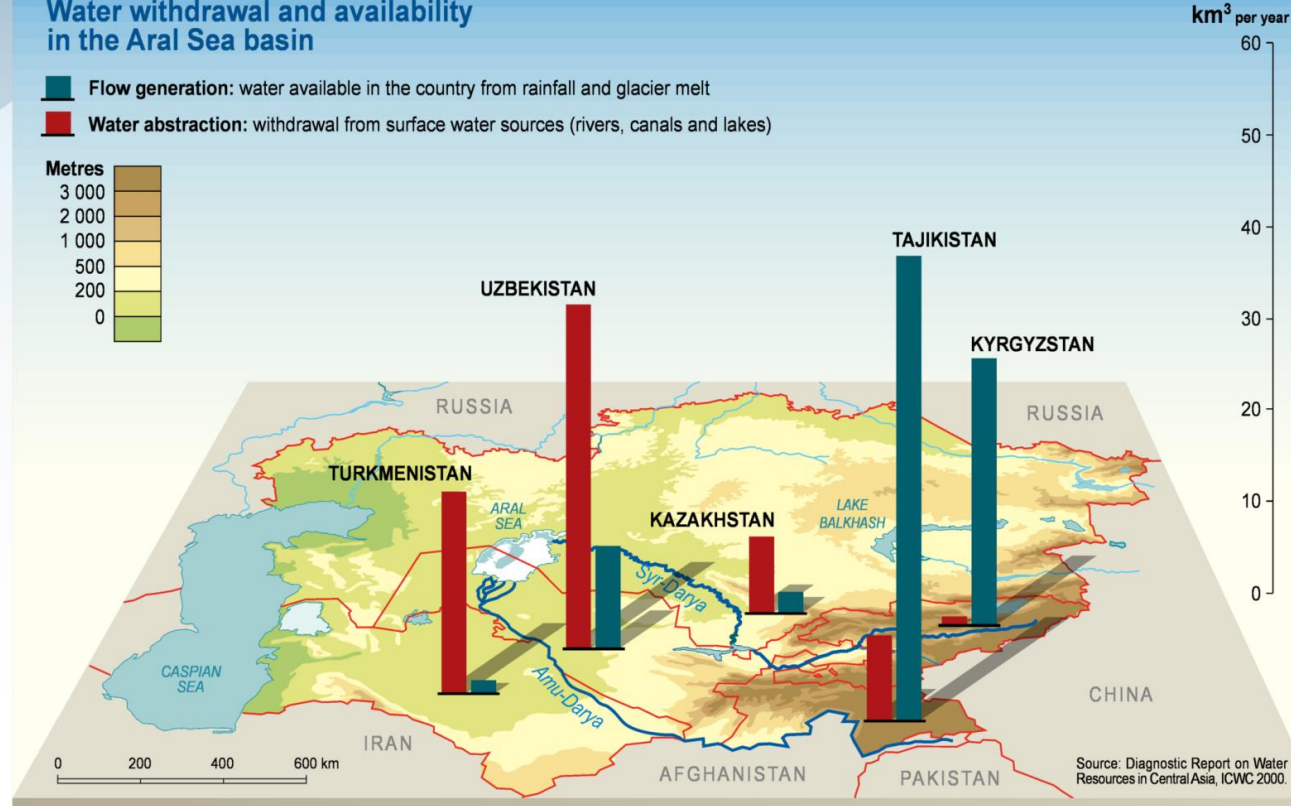 Water withdrawal and availability
in the Aral Sea basin
km³ per year
Flow generation: water available in the country from rainfall and glacier melt
Water abstraction: withdrawal from surface water sources (rivers, canals and lakes)
Metres
3 000
2 000
1 000
500
200
0
60
50
40
30
20
10
0
TAJIKISTAN
UZBEKISTAN
KYRGYZSTAN
RUSSIA
RUSSIA
TURKMENISTAN
ARAL
SEA
KAZAKHSTAN
LAKE
BALKHASH
Syr-Darya
CASPIAN
SEA
Amu-Darya
CHINA
IRAN
AFGHANISTAN
PAKISTAN
0 200 400 600 km
Source: Diagnostic Report on Water
Resources in Central Asia, ICWC 2000.